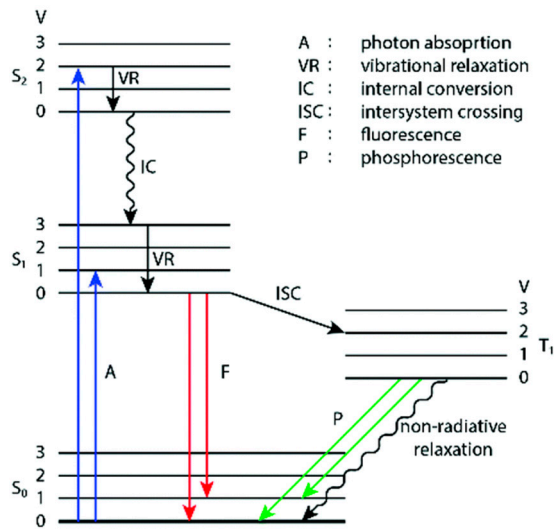 V
3
2
1
0
S2
VR
IC
3
2
1
0
S1
VR
A
F
ISC
A : photon absoprtion
VR : vibrational relaxation
IC : internal conversion
ISC : intersystem crossing
F : fluorescence
P : phosphorescence
V
3
2
1
0
T1
P
non-radiative
relaxation
3
2
1
0
S0